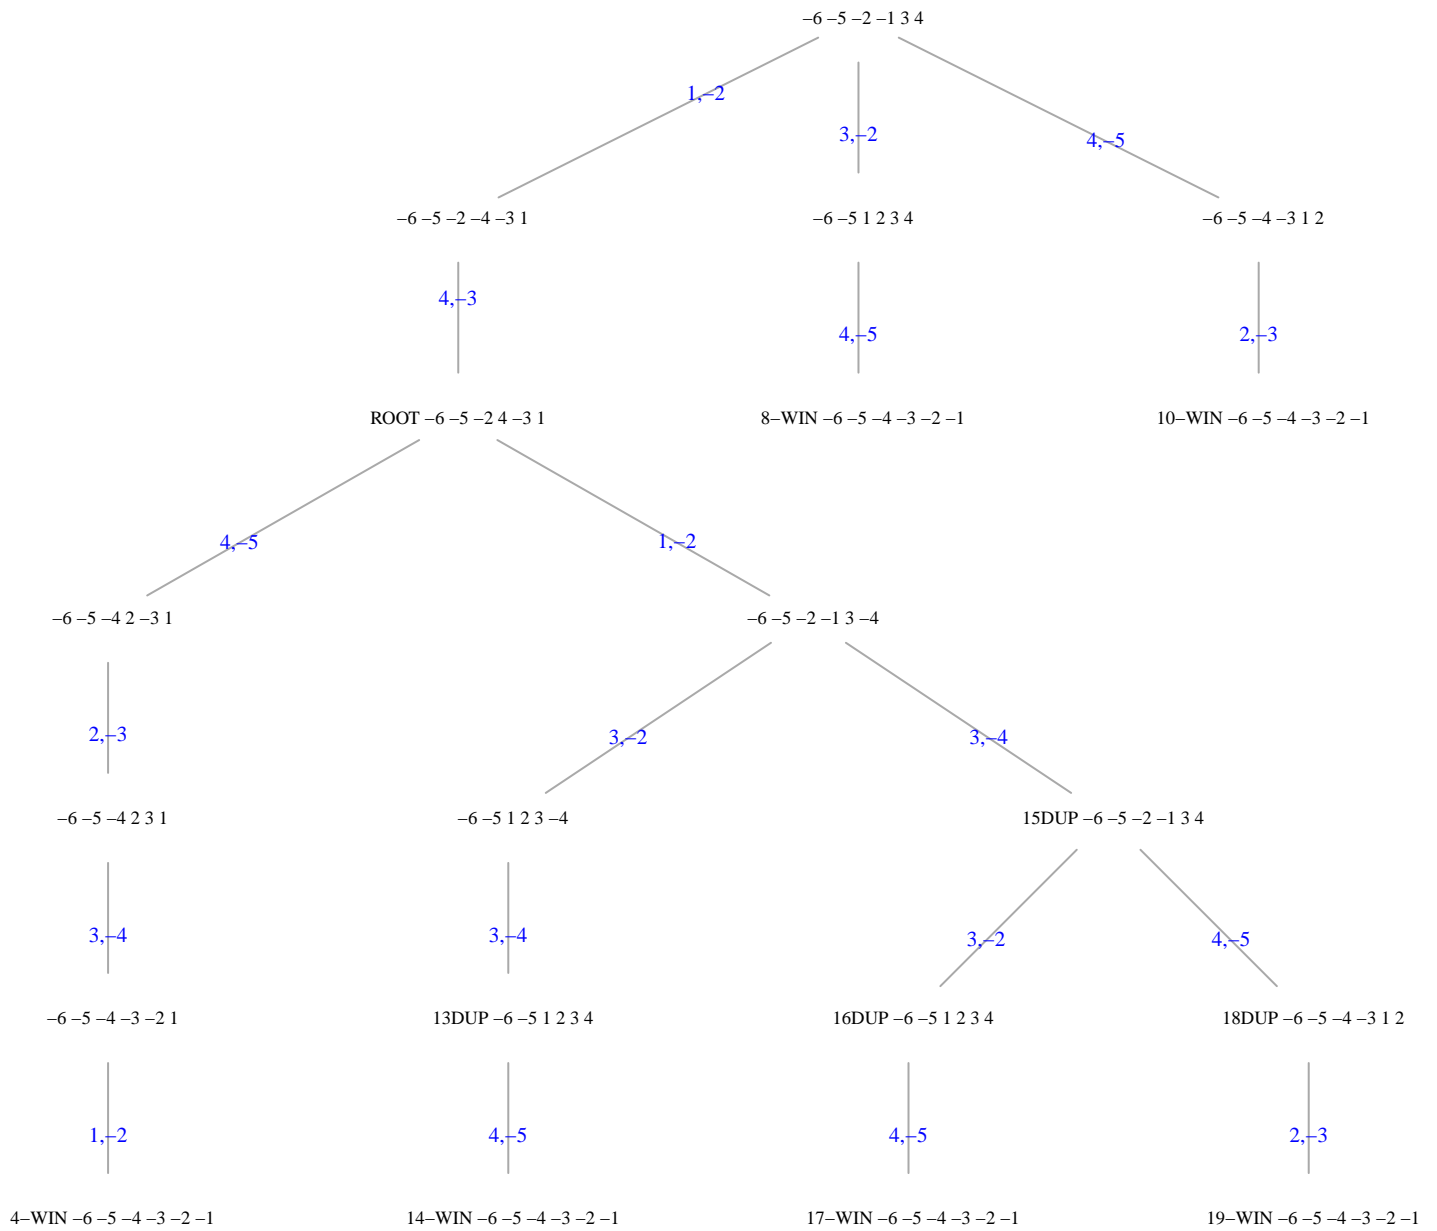 –6 –5 –2 –1 3 4
1,–2
3,–2
4,–5
–6 –5 –2 –4 –3 1
–6 –5 1 2 3 4
–6 –5 –4 –3 1 2
4,–3
4,–5
2,–3
ROOT –6 –5 –2 4 –3 1
8–WIN –6 –5 –4 –3 –2 –1
10–WIN –6 –5 –4 –3 –2 –1
4,–5
1,–2
–6 –5 –4 2 –3 1
–6 –5 –2 –1 3 –4
2,–3
3,–2
3,–4
–6 –5 –4 2 3 1
–6 –5 1 2 3 –4
15DUP –6 –5 –2 –1 3 4
3,–4
3,–4
3,–2
4,–5
–6 –5 –4 –3 –2 1
13DUP –6 –5 1 2 3 4
16DUP –6 –5 1 2 3 4
18DUP –6 –5 –4 –3 1 2
1,–2
4,–5
4,–5
2,–3
4–WIN –6 –5 –4 –3 –2 –1
14–WIN –6 –5 –4 –3 –2 –1
17–WIN –6 –5 –4 –3 –2 –1
19–WIN –6 –5 –4 –3 –2 –1